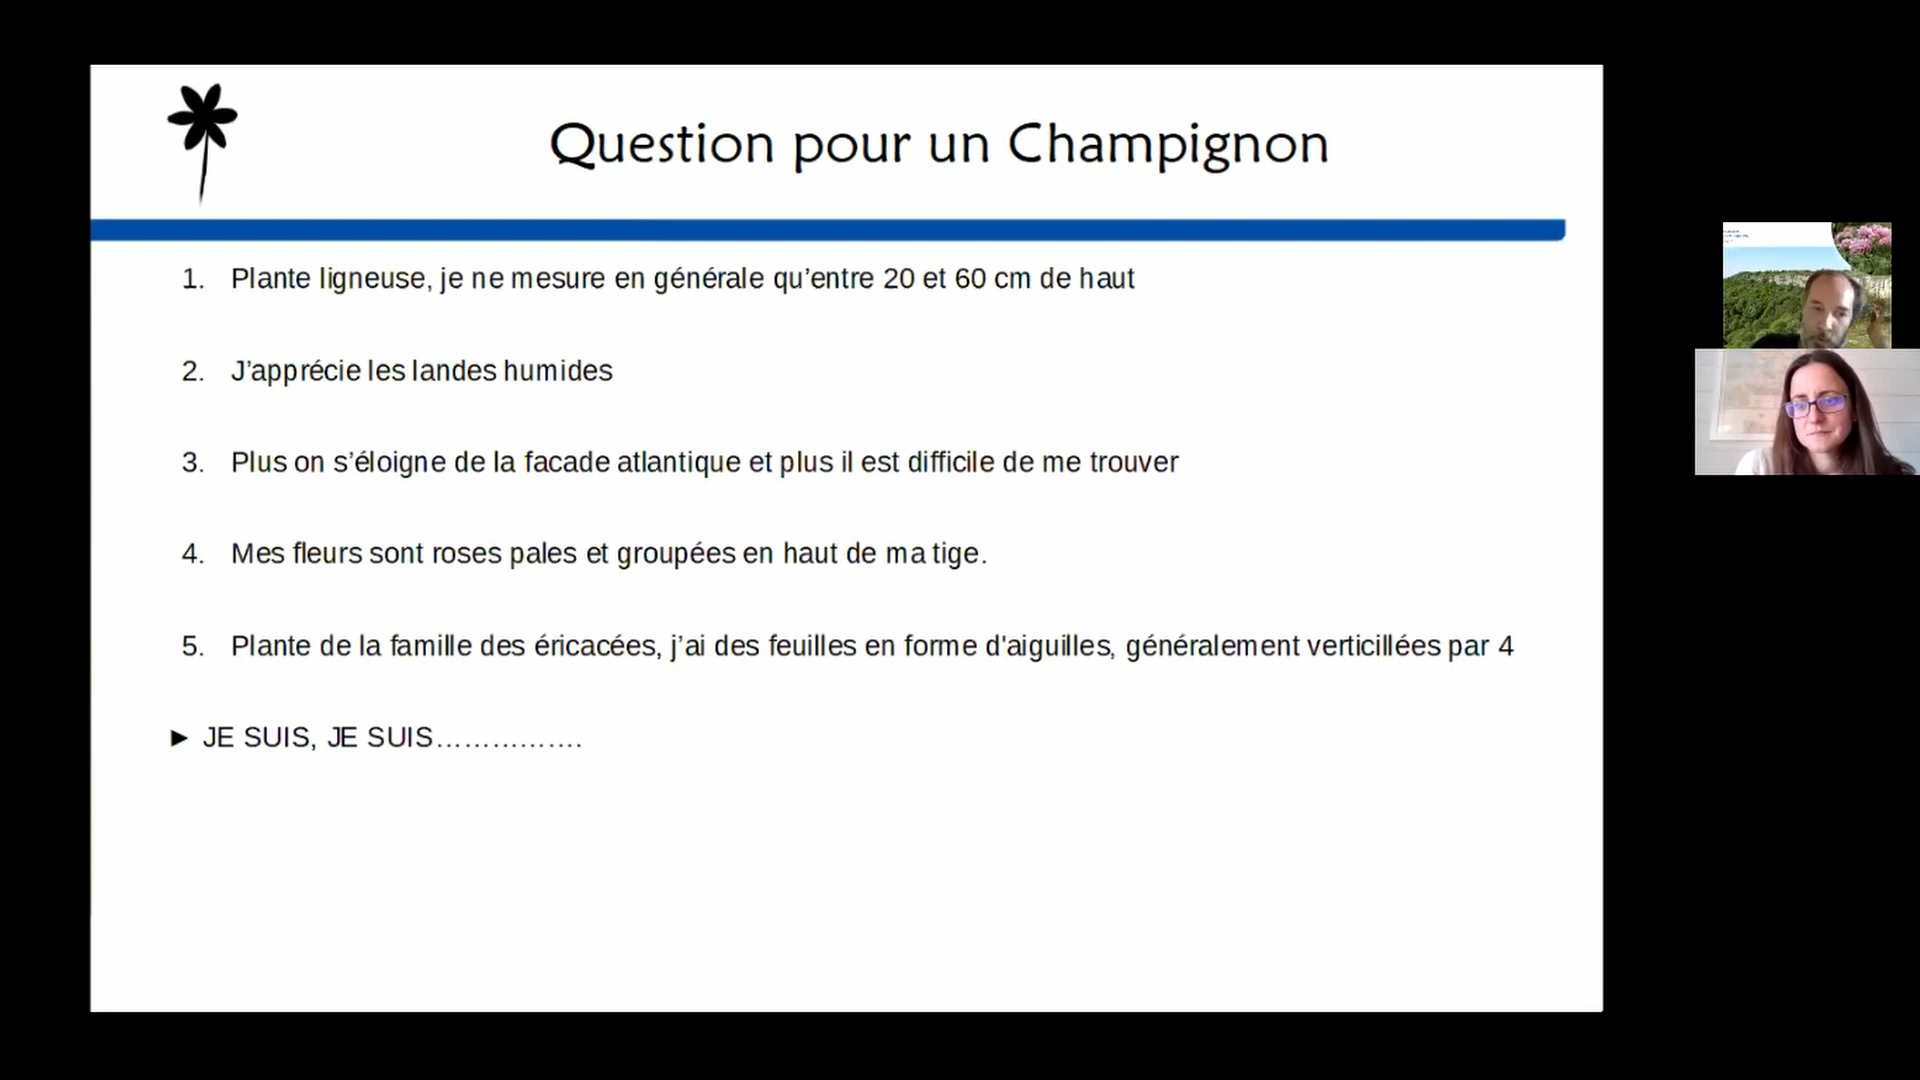 Question pour un Champignon
1. Plante ligneuse, je ne mesure en générale qu’entre 20 et 60 cm de haut
2. J’apprécie les landes humides
3. Plus on s’éloigne de la facade atlantique et plus il est difficile de me trouver
4. Mes fleurs sont roses pales et groupées en haut de ma tige.
5. Plante de la famille des éricacées, j’ai des feuilles en forme d'aiguilles, généralement verticillées par 4
► JE SUIS, JE SUIS…………….